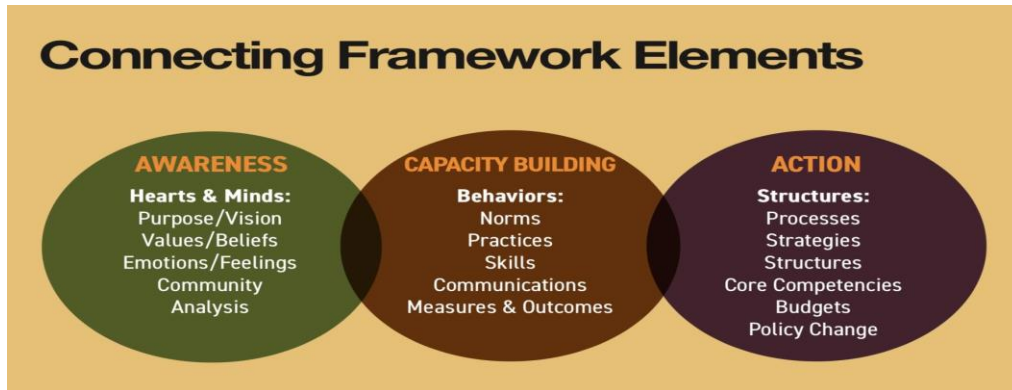 Connecting Framework Elements
AWARENESS
Hearts & Minds:
Purpose/Vision
Values/Beliefs
Emotions/Feelings
Community
Analysis
CAPACITY BUILDING
Behaviors:
Norms
Practices
Skills
Communications
Measures & Outcomes
ACTION
Structures:
Processes
Strategies
Structures
Core Competencies
Budgets
Policy Change